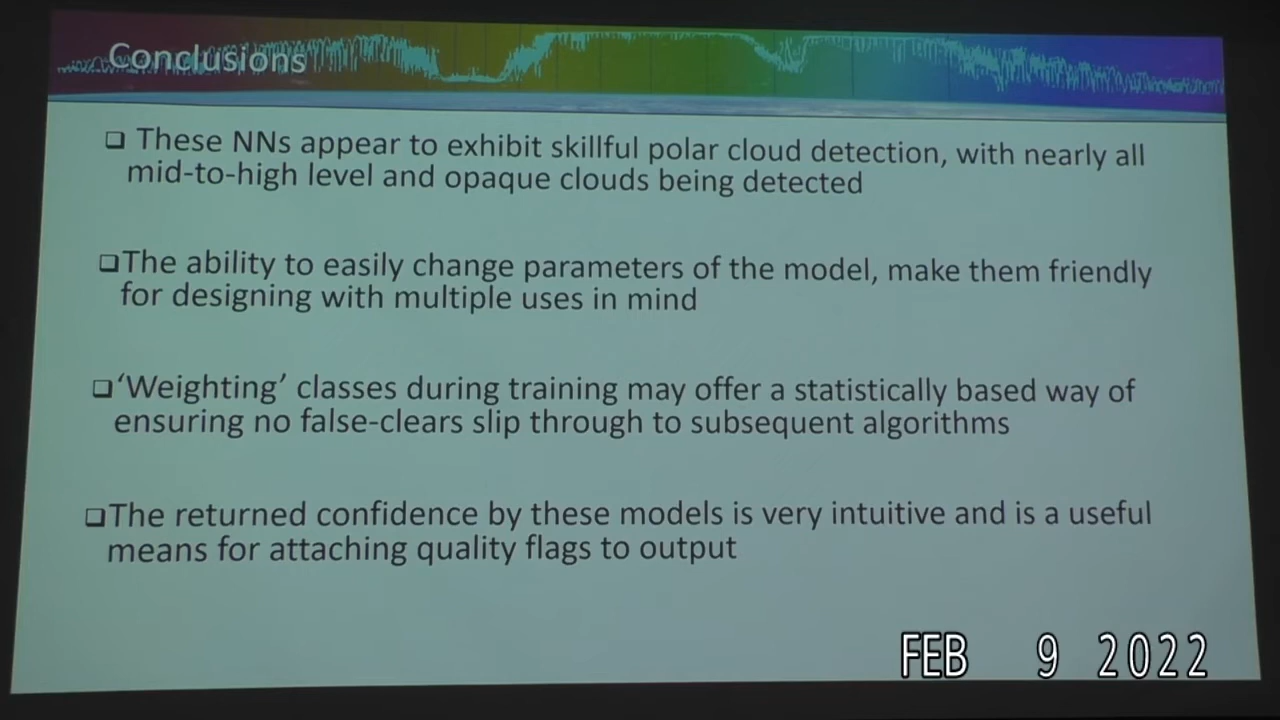 Conclusions
❑ These NNs appear to exhibit skillful polar cloud detection, with nearly all
mid-to-high level and opaque clouds being detected
❑The ability to easily change parameters of the model, make them friendly
for designing with multiple uses in mind
❑‘Weighting’ classes during training may offer a statistically based way of
ensuring no false-clears slip through to subsequent algorithms
❑The returned confidence by these models is very intuitive and is a useful
means for attaching quality flags to output
FEB 9 2022